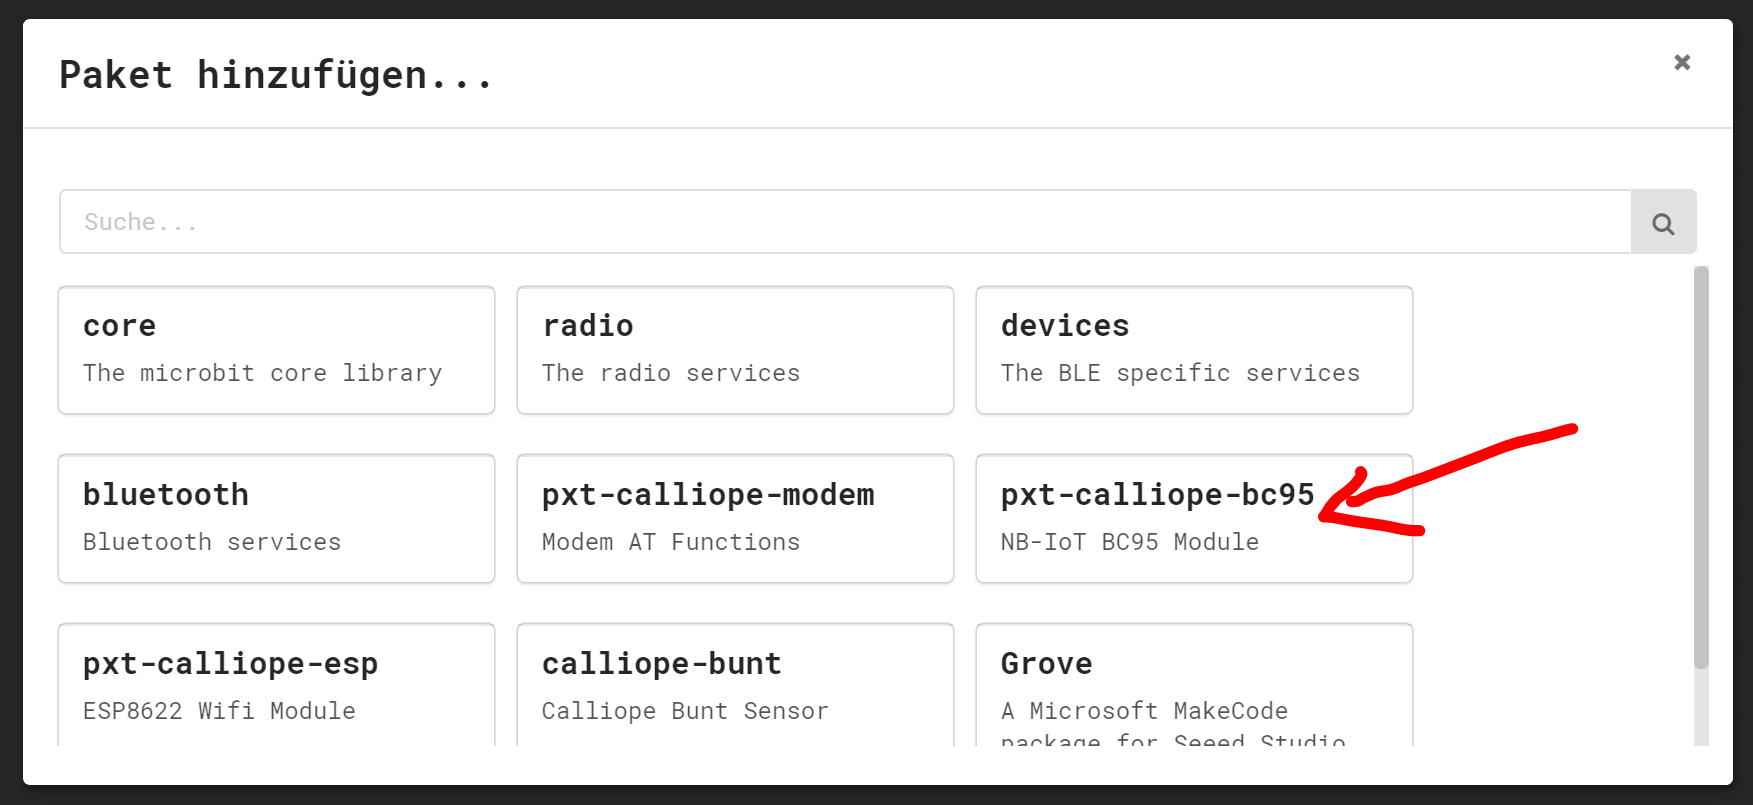 Paket hinzufügen...
Suche...
core
The microbit core library
radio
The radio services
devices
The BLE specific services
bluetooth
Bluetooth services
pxt-calliope-modem
Modem AT Functions
pxt-calliope-bc95
NB-IoT BC95 Module
pxt-calliope-esp
ESP8622 Wifi Module
calliope-bunt
Calliope Bunt Sensor
Grove
A Microsoft MakeCode
package for Seeed Studio